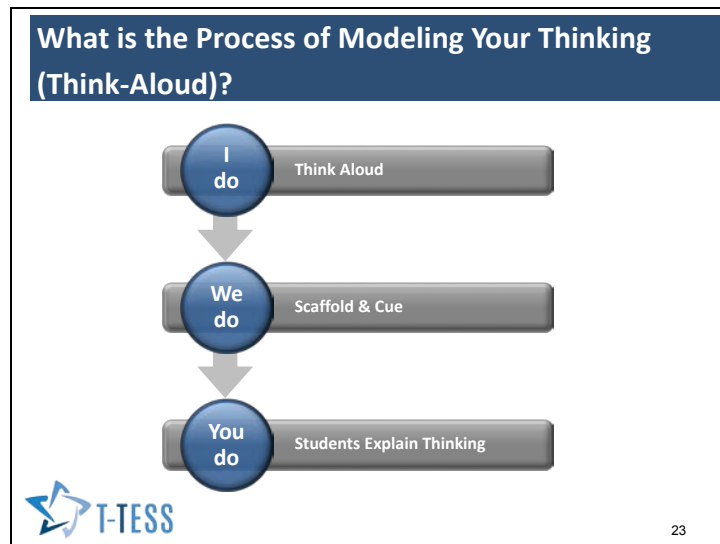 What is the Process of Modeling Your Thinking
(Think-Aloud)?
I
do
Think Aloud
We
do
Scaffold & Cue
You
do
Students Explain Thinking
T-TESS
23